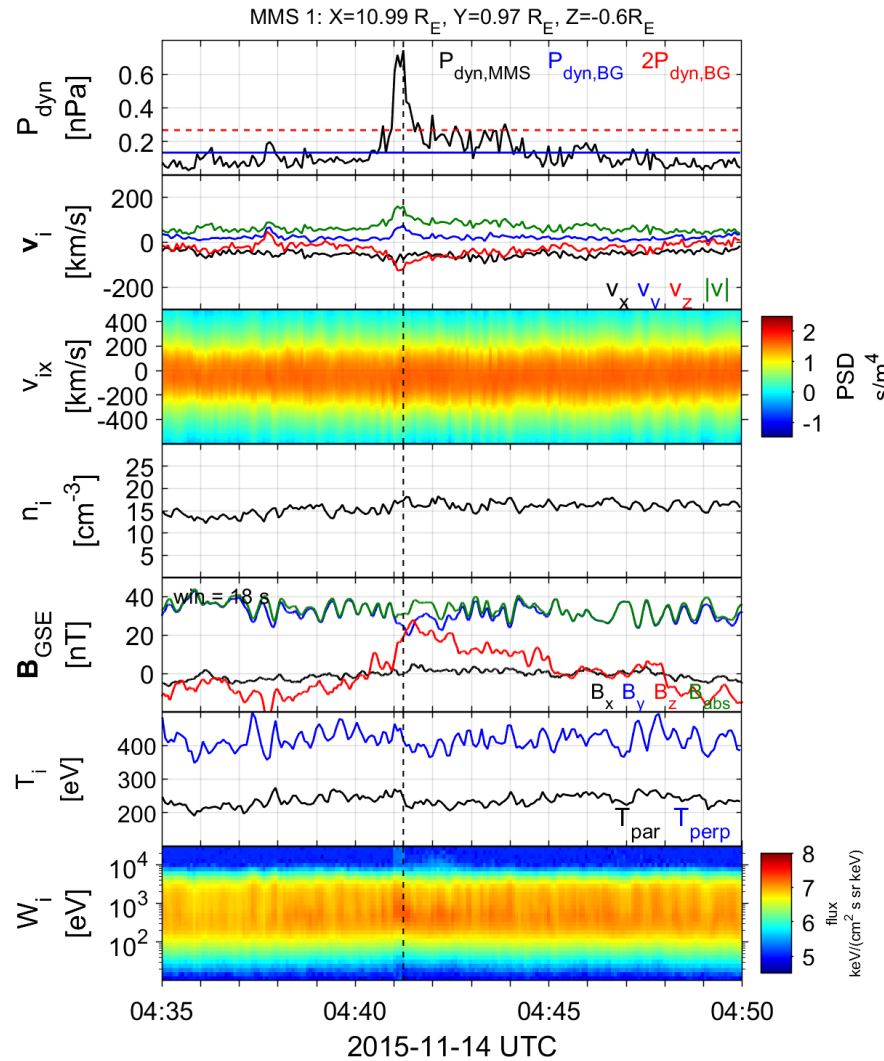 MMS 1: X=10.99 R_E, Y=0.97 R_E, Z=-0.6R_E
P_dyn [nPa]
0.6
0.4
0.2
P_dyn,MMS P_dyn,BG 2P_dyn,BG
v_i [km/s]
200
0
-200
v_x v_y v_z |v|
v_ix [km/s]
400
200
0
-200
-400
2
1
0
-1
PSD s/m^4
n_i [cm^-3]
25
20
15
10
5
B_GSE [nT]
40
20
0
win = 18 s
B_x B_y B_z B_abs
T_i [eV]
400
300
200
T_par T_perp
W_i [eV]
10^4
10^3
10^2
8
7
6
5
flux keV/(cm^2 s sr keV)
04:35 04:40 04:45 04:50
2015-11-14 UTC